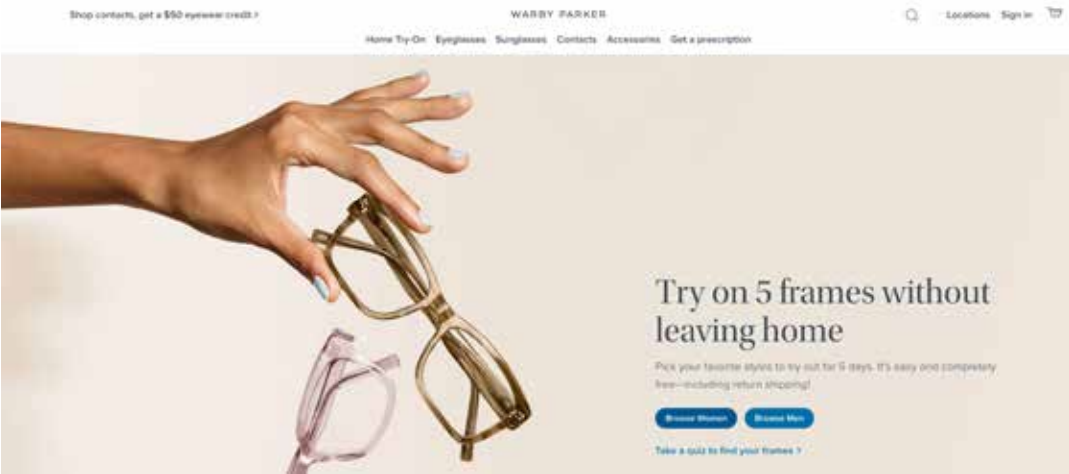 Shop contacts, get a $50 eyewear credit >
WARBY PARKER
Locations Sign in
Home Try-On Eyeglasses Sunglasses Contacts Accessories Get a prescription
Try on 5 frames without
leaving home
Pick your favorite styles to try out for 5 days. It's easy and completely
free—including return shipping!
Browse Women Browse Men
Take a quiz to find your frames >